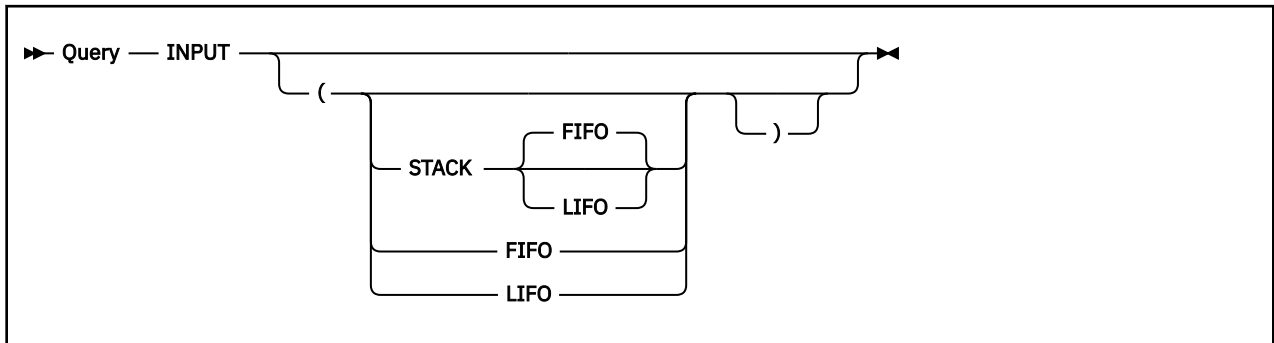 Query INPUT
(
FIFO
)
STACK
LIFO
FIFO
LIFO